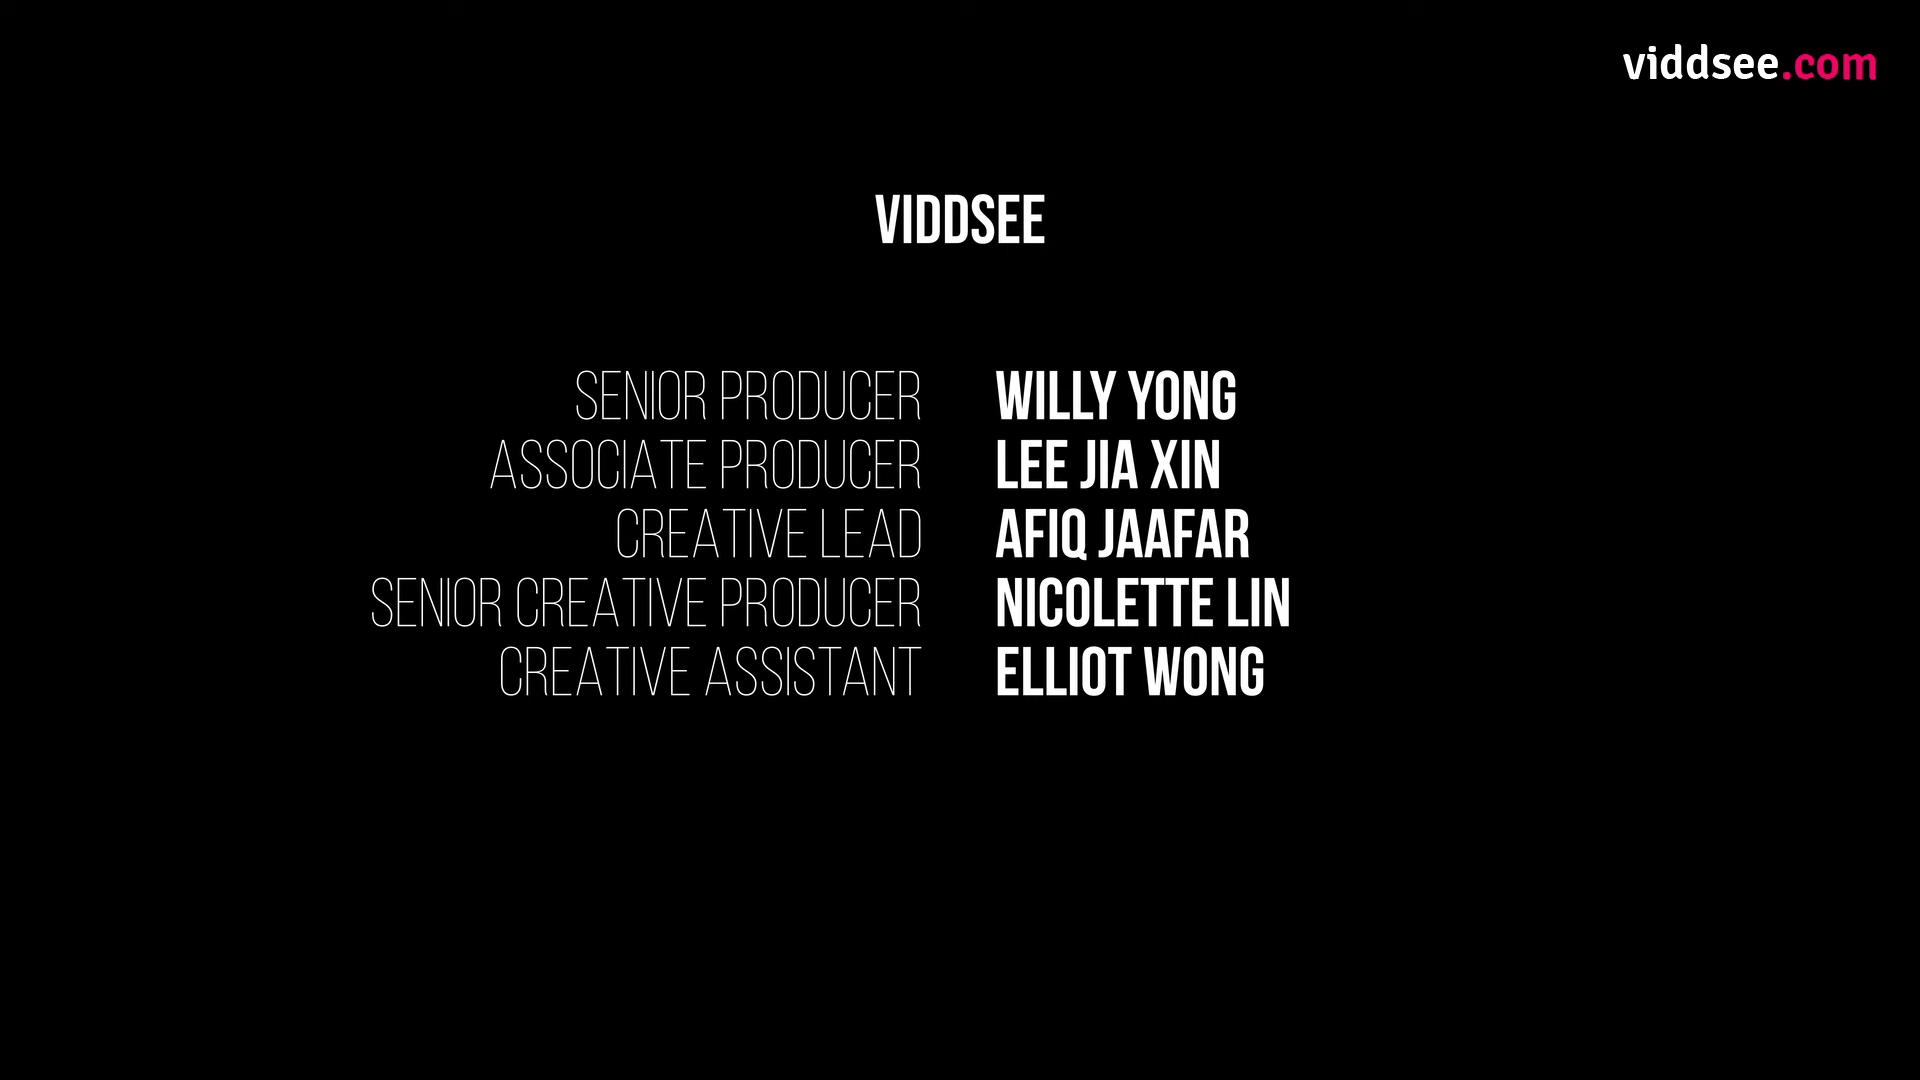 viddsee.com
VIDDSEE
SENIOR PRODUCER WILLY YONG
ASSOCIATE PRODUCER LEE JIA XIN
CREATIVE LEAD AFIQ JAAFAR
SENIOR CREATIVE PRODUCER NICOLETTE LIN
CREATIVE ASSISTANT ELLIOT WONG